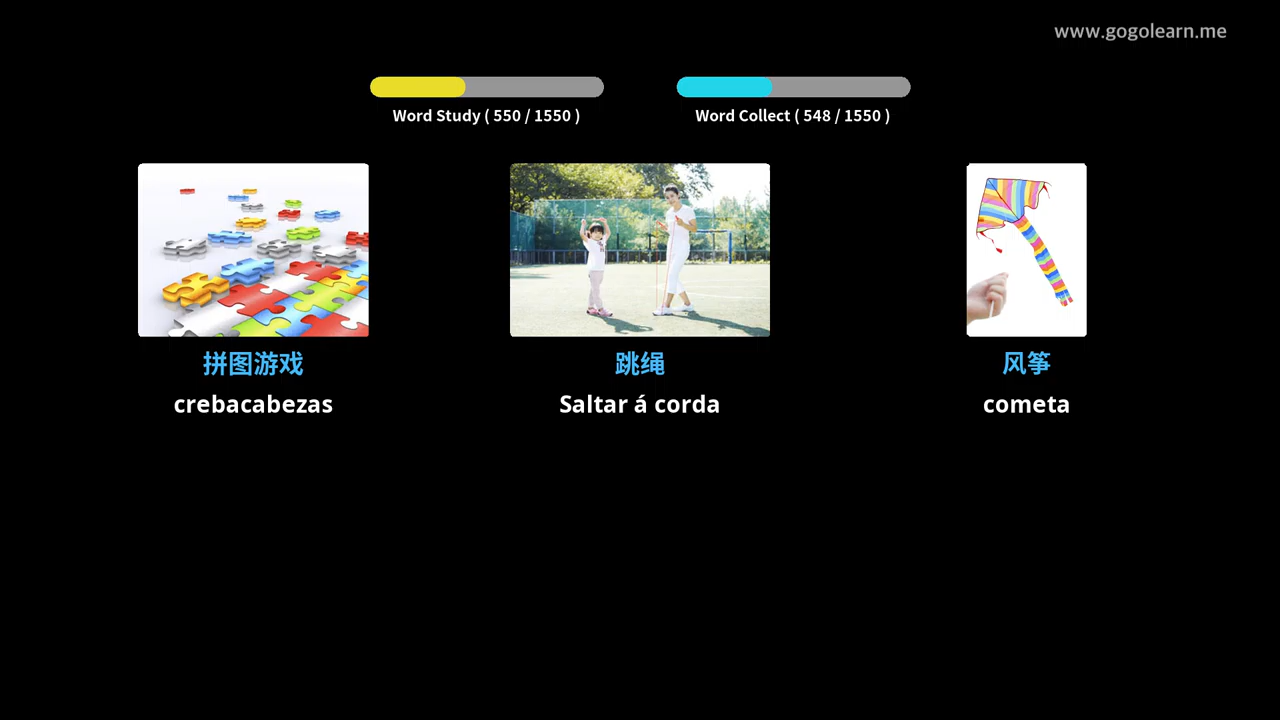 www.gogolearn.me
Word Study ( 550 / 1550 )
Word Collect ( 548 / 1550 )
拼图游戏
跳绳
风筝
crebacabezas
Saltar á corda
cometa